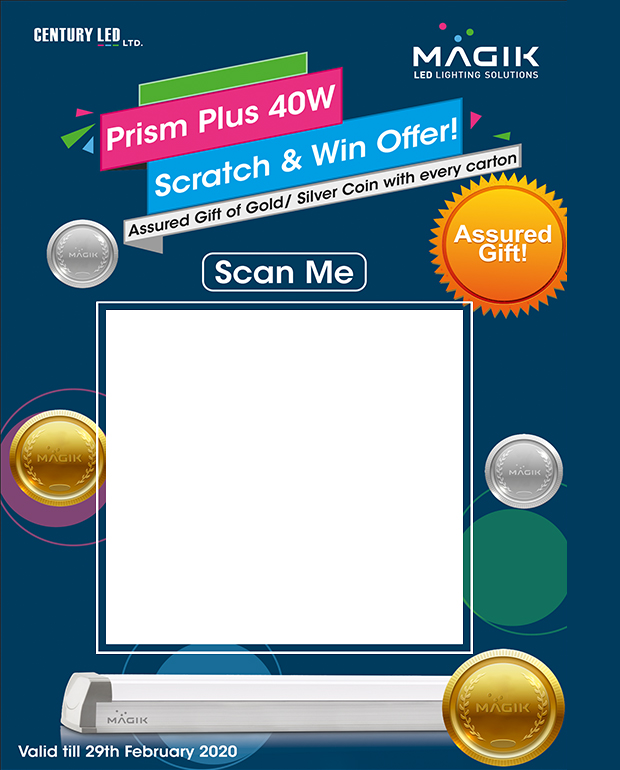 CENTURY LED LTD.
MAGIK
LED LIGHTING SOLUTIONS
Prism Plus 40W
Scratch & Win Offer!
Assured Gift of Gold/ Silver Coin with every carton
Assured
Gift!
MAGIK
Scan Me
MAGIK
MAGIK
MAGIK
MAGIK
Valid till 29th February 2020